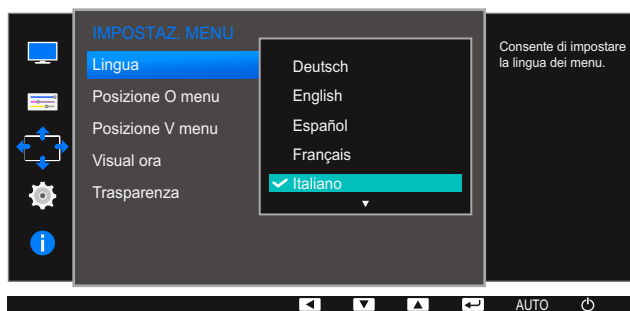 IMPOSTAZ. MENU
Lingua
Posizione O menu
Posizione V menu
Visual ora
Trasparenza
Deutsch
English
Español
Français
Italiano
Consente di impostare
la lingua dei menu.
AUTO